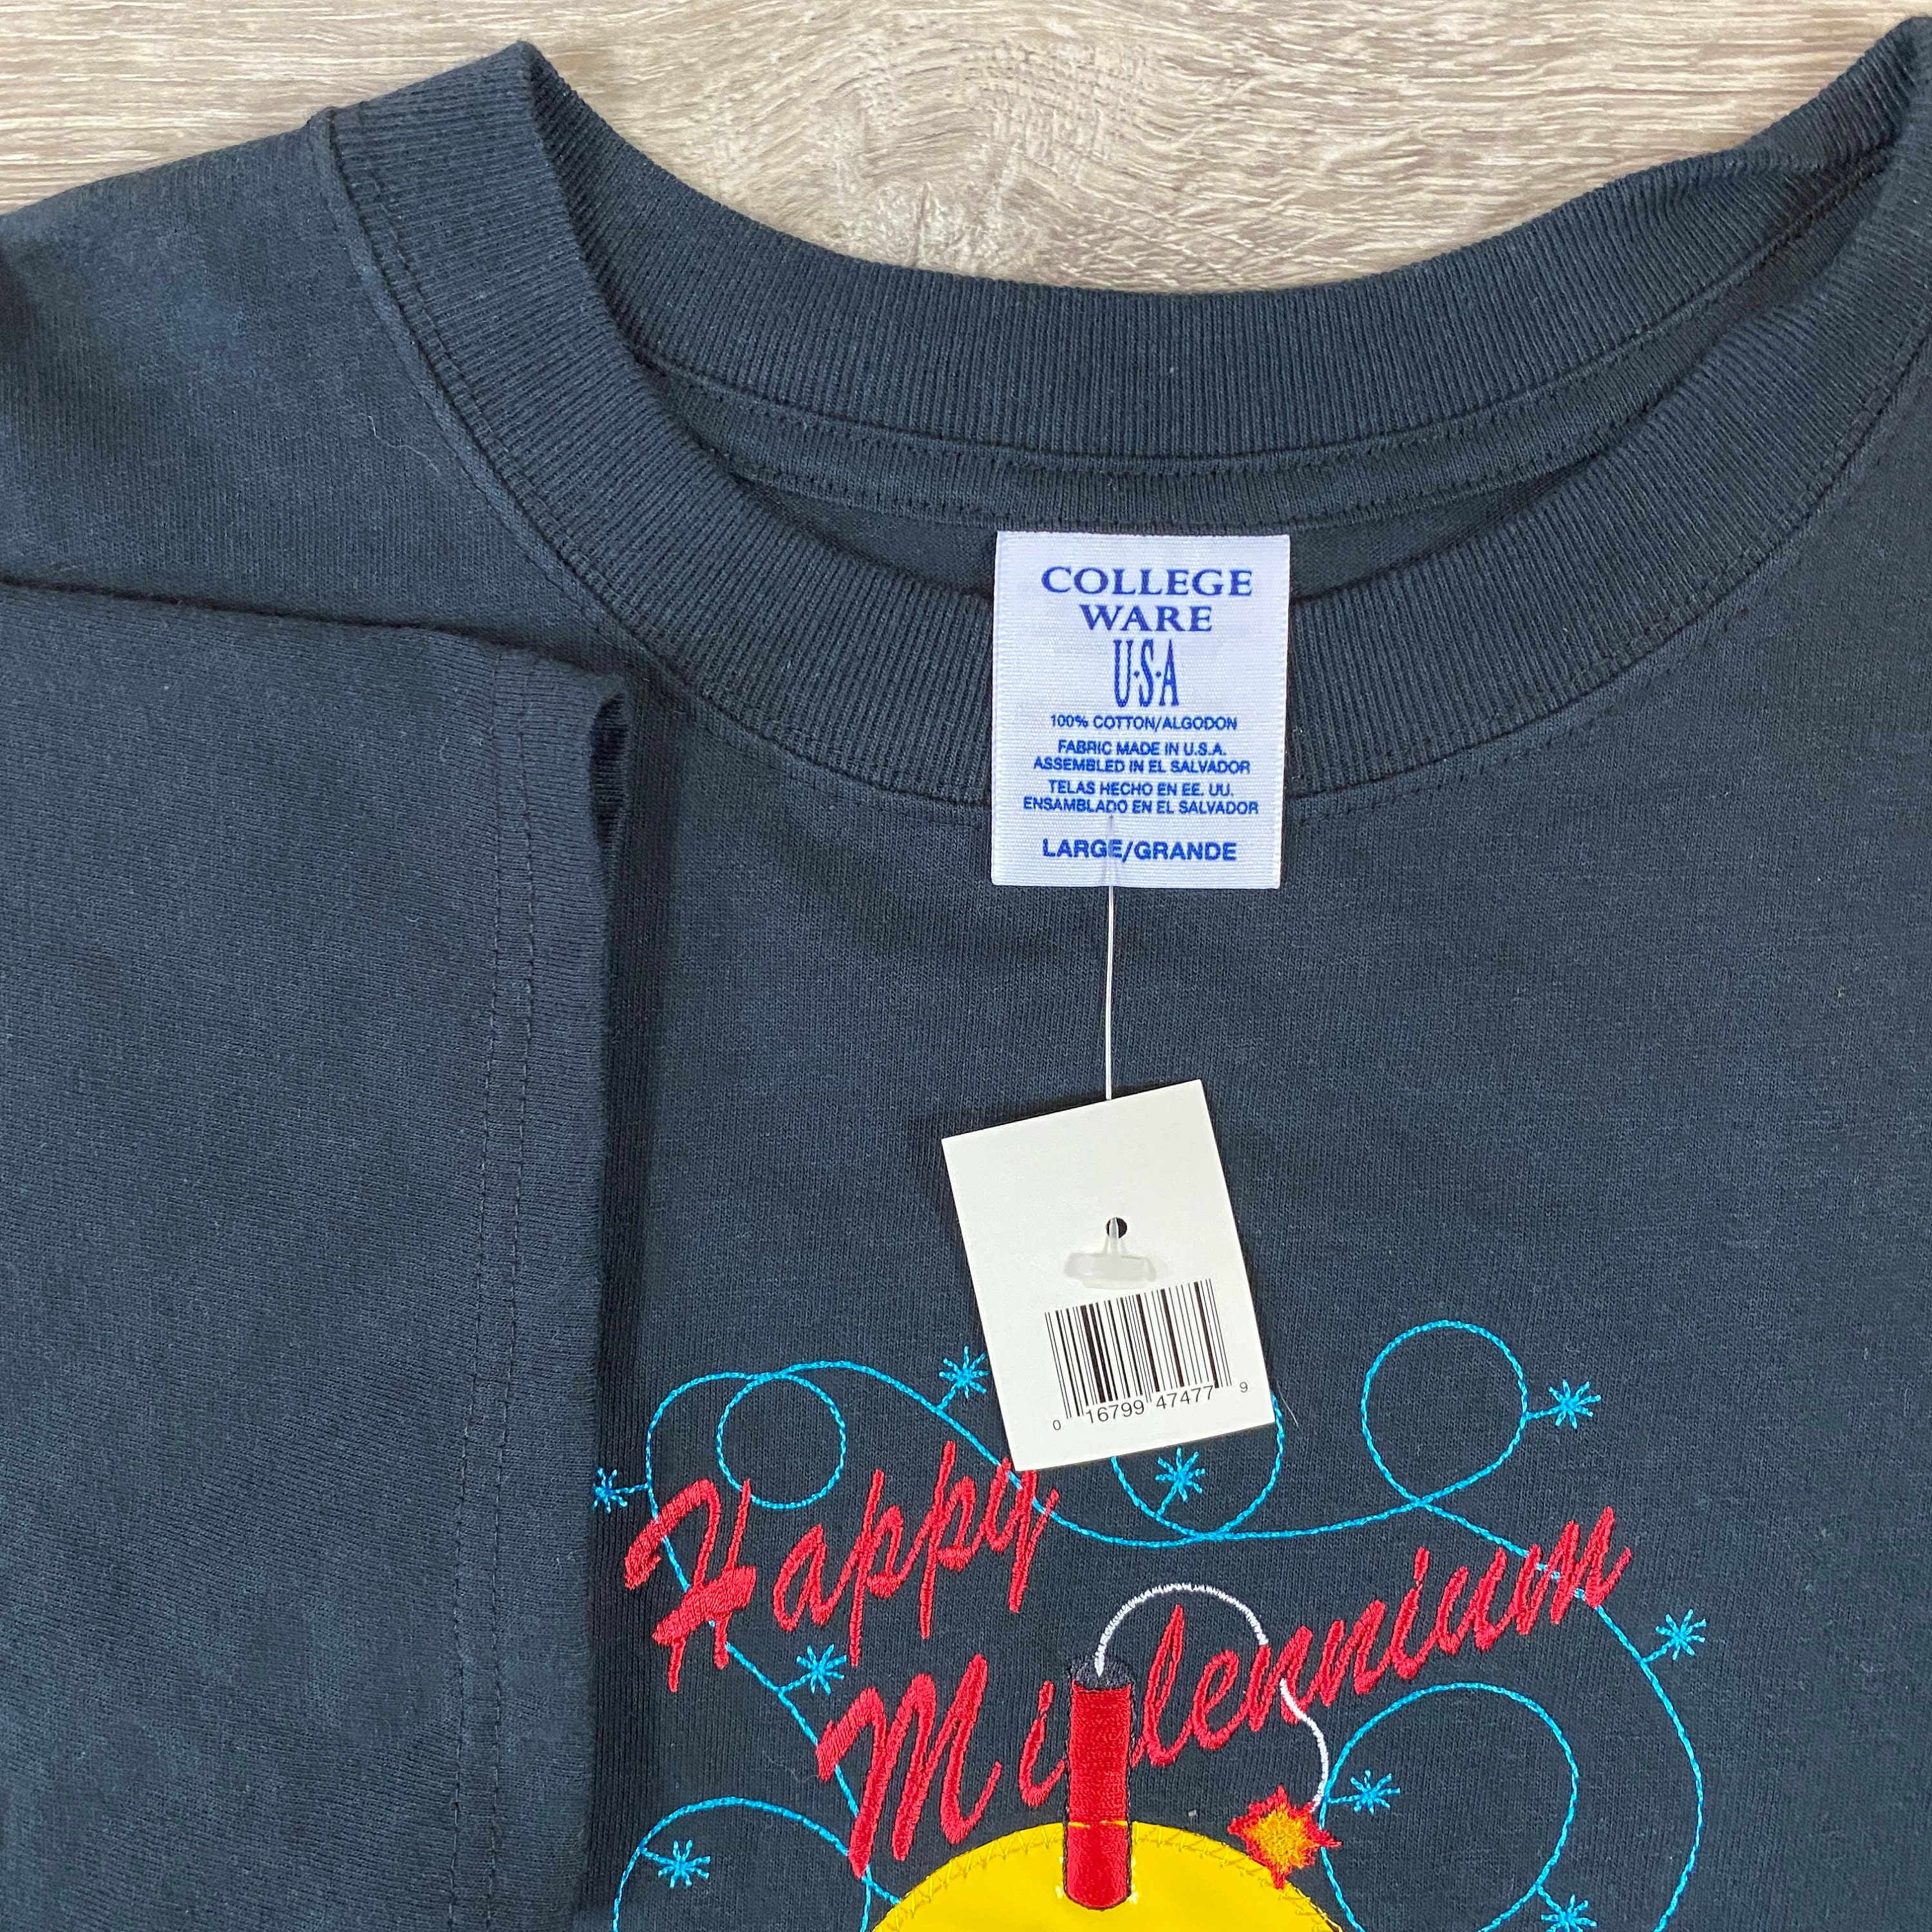 COLLEGE
WARE
U·S·A
100% COTTON/ALGODON
FABRIC MADE IN U.S.A.
ASSEMBLED IN EL SALVADOR
TELAS HECHO EN EE. UU.
ENSAMBLADO EN EL SALVADOR
LARGE/GRANDE
0 16799 47477 9
Happy
Millennium